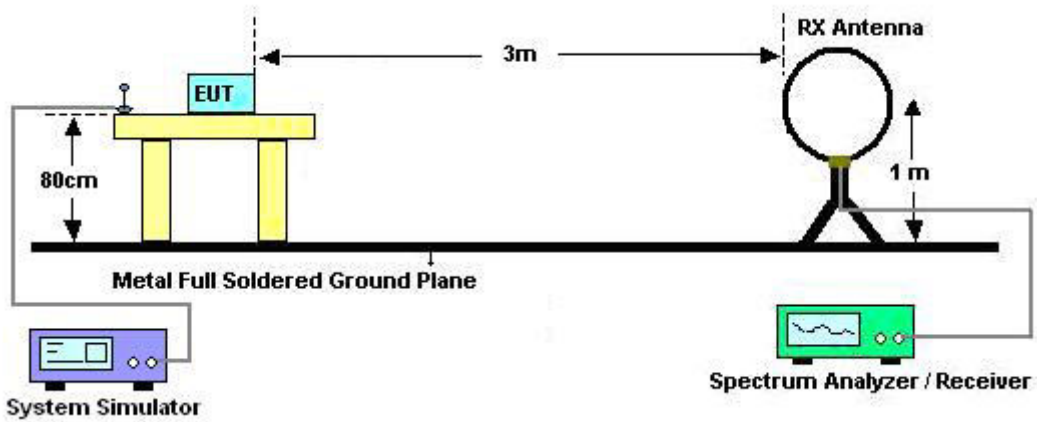 RX Antenna
3m
EUT
80cm
1 m
Metal Full Soldered Ground Plane
System Simulator
Spectrum Analyzer / Receiver